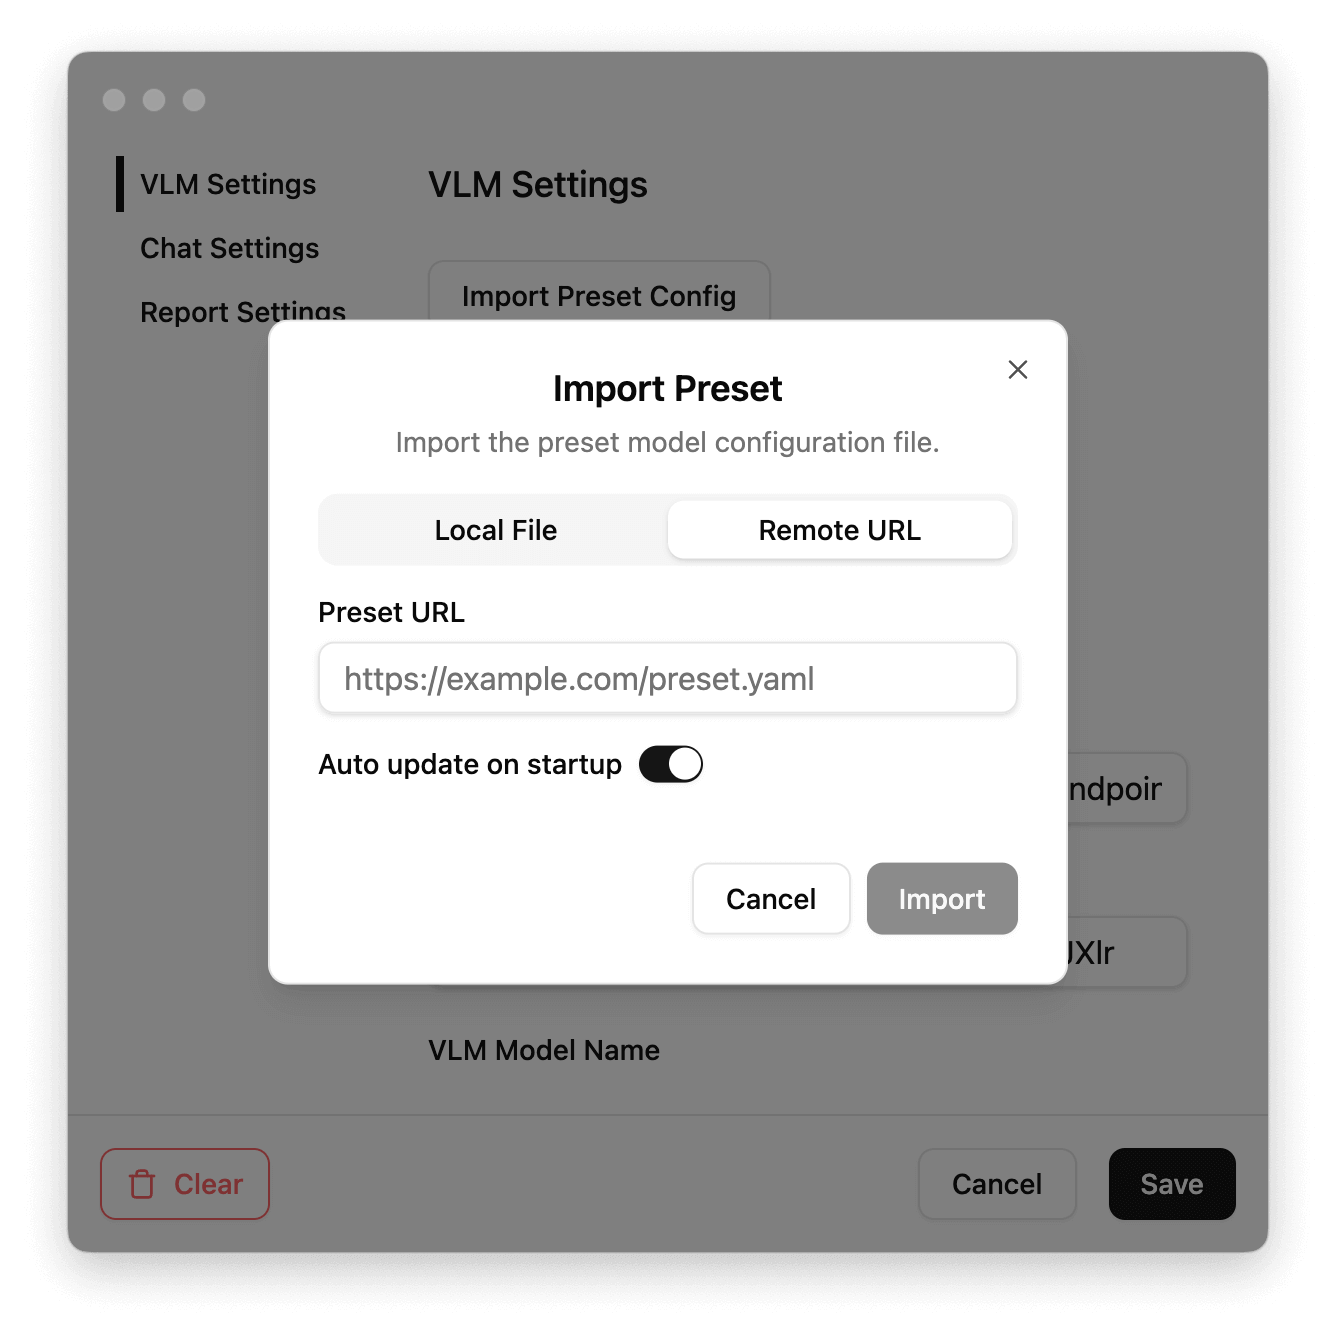 VLM Settings
Chat Settings
Report Settings
VLM Settings
Import Preset Config
Import Preset
Import the preset model configuration file.
Local File
Remote URL
Preset URL
https://example.com/preset.yaml
Auto update on startup
Cancel
Import
ndpoir
JXlr
VLM Model Name
Clear
Cancel
Save